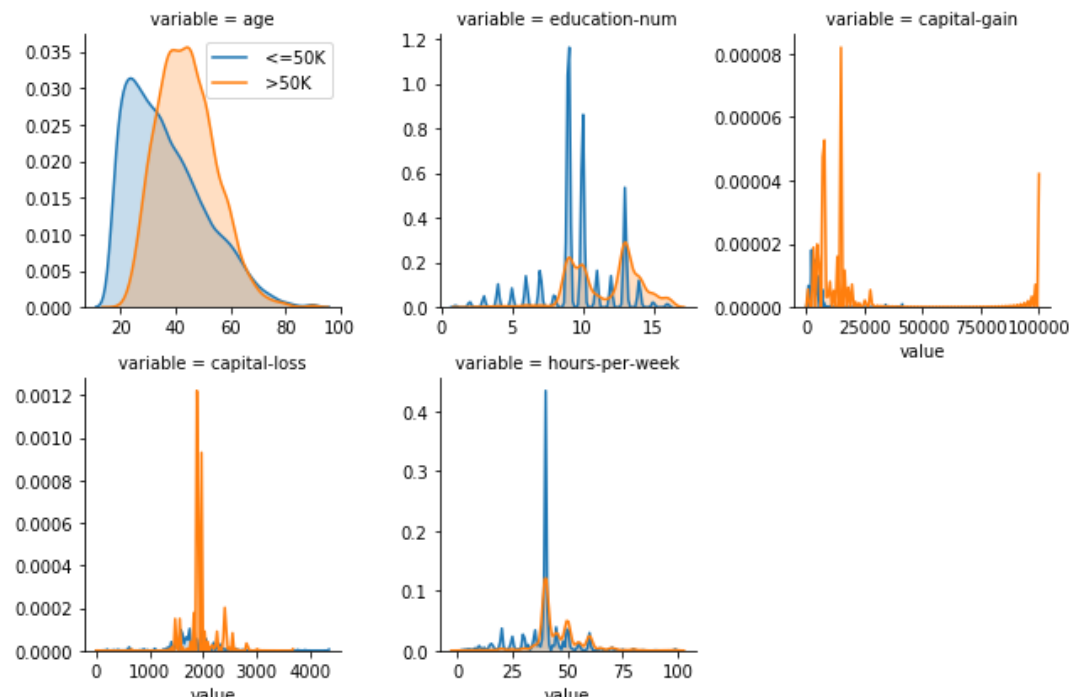 variable = age
0.035
0.030
0.025
0.020
0.015
0.010
0.005
0.000
20 40 60 80 100
<=50K
>50K
variable = education-num
1.2
1.0
0.8
0.6
0.4
0.2
0.0
0 5 10 15
variable = capital-gain
0.00008
0.00006
0.00004
0.00002
0.00000
0 25000 50000 75000 100000
value
variable = capital-loss
0.0012
0.0010
0.0008
0.0006
0.0004
0.0002
0.0000
0 1000 2000 3000 4000
value
variable = hours-per-week
0.4
0.3
0.2
0.1
0.0
0 25 50 75 100
value